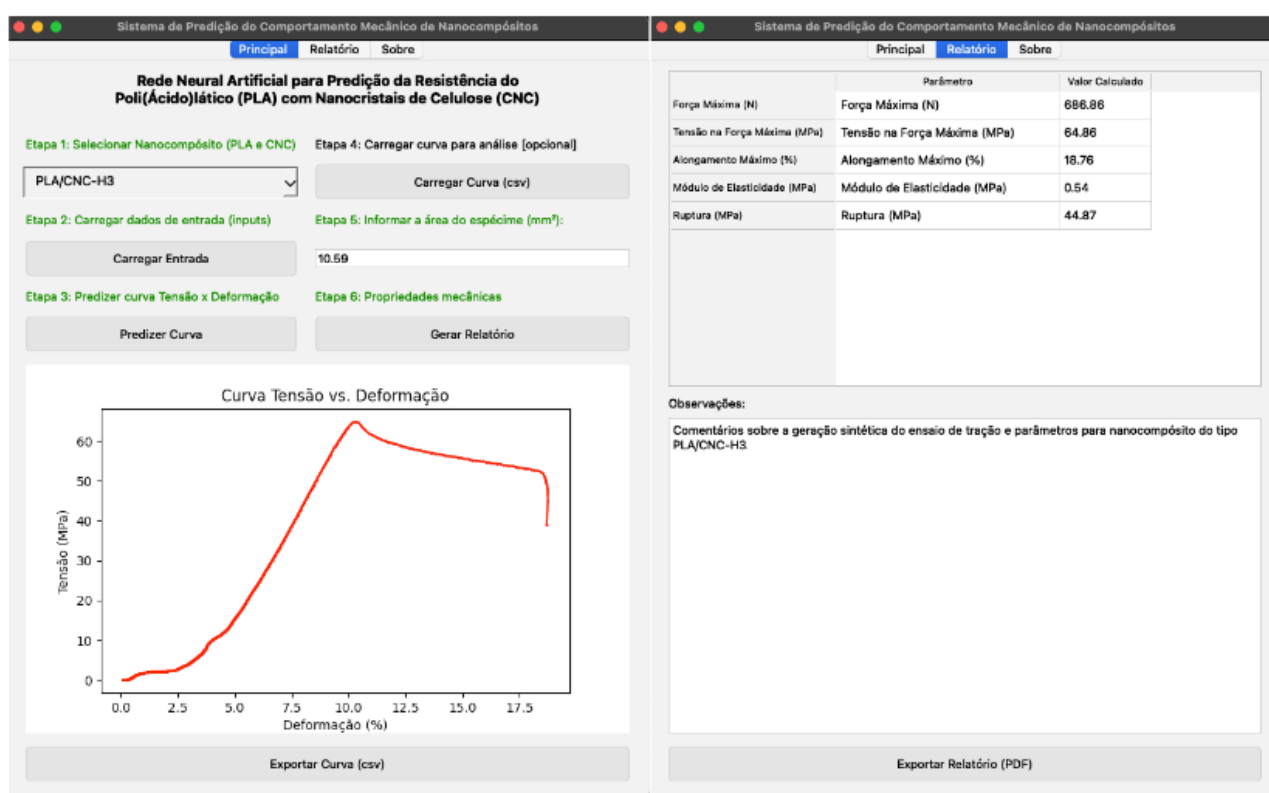 Sistema de Predição do Comportamento Mecânico de Nanocompósitos
Principal Relatório Sobre
Rede Neural Artificial para Predição da Resistência do
Poli(Ácido)lático (PLA) com Nanocristais de Celulose (CNC)
Etapa 1: Selecionar Nanocompósito (PLA e CNC)
Etapa 4: Carregar curva para análise [opcional]
PLA/CNC-H3
Carregar Curva (csv)
Etapa 2: Carregar dados de entrada (inputs)
Etapa 5: Informar a área do espécime (mm²):
Carregar Entrada
10.59
Etapa 3: Predizer curva Tensão x Deformação
Etapa 6: Propriedades mecânicas
Predizer Curva
Gerar Relatório
Curva Tensão vs. Deformação
Tensão (MPa)
60
50
40
30
20
10
0
0.0 2.5 5.0 7.5 10.0 12.5 15.0 17.5
Deformação (%)
Exportar Curva (csv)
Sistema de Predição do Comportamento Mecânico de Nanocompósitos
Principal Relatório Sobre
Parâmetro Valor Calculado
Força Máxima (N) Força Máxima (N) 686.86
Tensão na Força Máxima (MPa) Tensão na Força Máxima (MPa) 64.86
Alongamento Máximo (%) Alongamento Máximo (%) 18.76
Módulo de Elasticidade (MPa) Módulo de Elasticidade (MPa) 0.54
Ruptura (MPa) Ruptura (MPa) 44.87
Observações:
Comentários sobre a geração sintética do ensaio de tração e parâmetros para nanocompósito do tipo
PLA/CNC-H3.
Exportar Relatório (PDF)